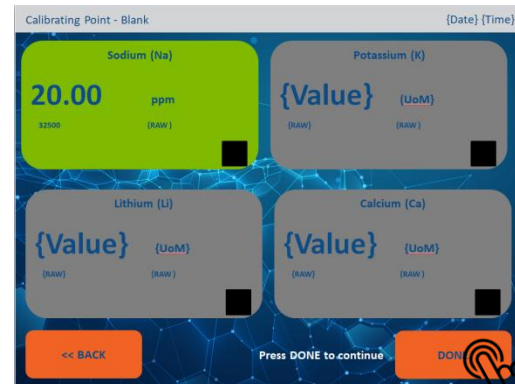 Calibrating Point - Blank {Date} {Time}
Sodium (Na) Potassium (K)
20.00 ppm {Value} {UoM}
32500 (RAW) {RAW} (RAW)
Lithium (Li) Calcium (Ca)
{Value} {UoM} {Value} {UoM}
{RAW} (RAW) {RAW} (RAW)
<< BACK Press DONE to continue DONE